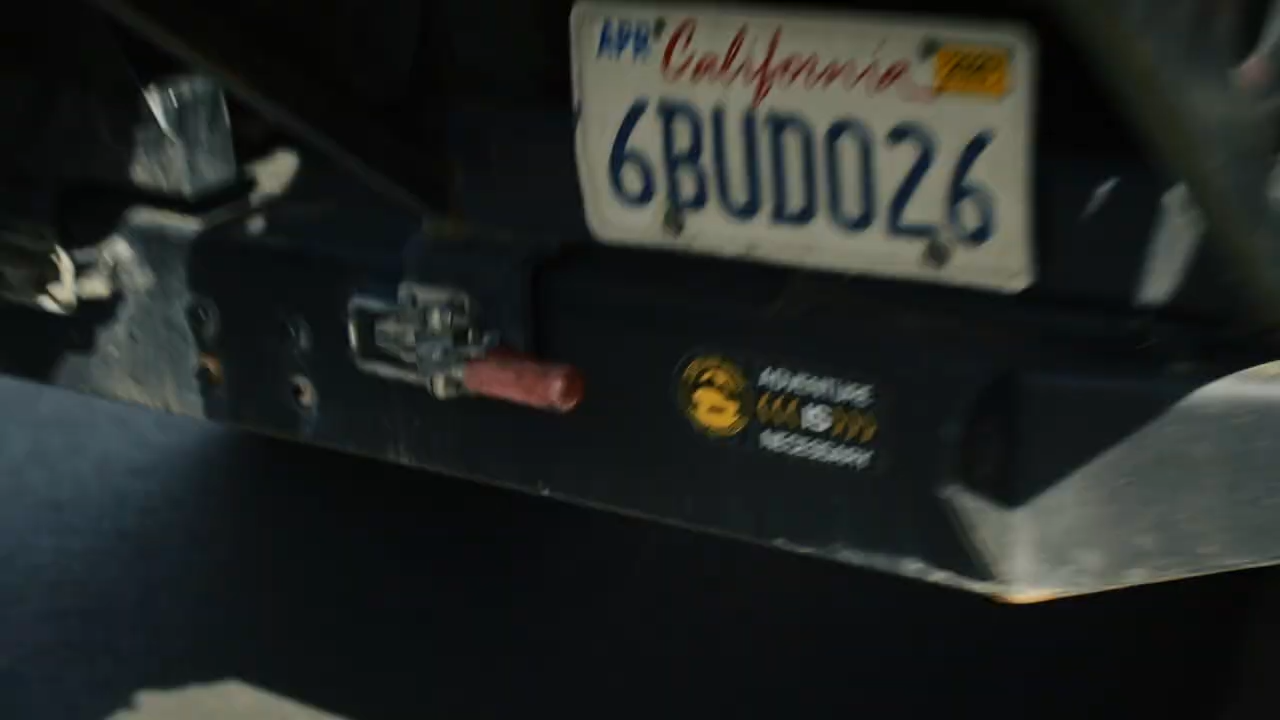 APR California
6BUD026
ADVENTURE
(((IS)))
NECESSARY